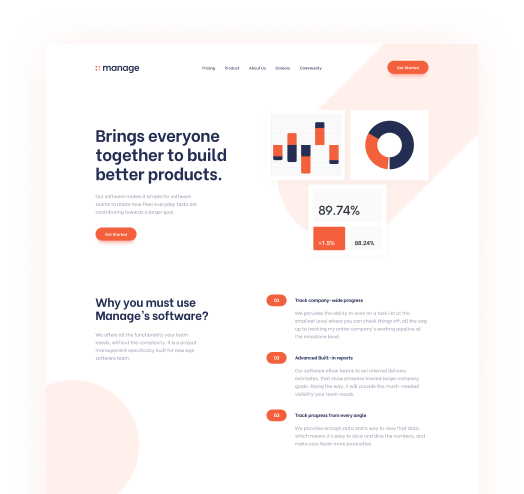 manage
Pricing Product About Us Careers Community
Get Started
Brings everyone
together to build
better products.
Our software makes it simple for software
teams to relate how their everyday tasks are
contributing towards a larger goal.
Get Started
89.74%
+1.5%
88.24%
Why you must use
Manage's software?
We offers all the functionality your team
needs, without the complexity. It is a project
management specifically built for new age
software team.
01 Track company-wide progress
We provides the ability to work on a task list at the
smallest level where you can check things off, all the way
up to tracking my entire company's working pipeline at
the milestone level.
02 Advanced Built-in reports
Our software allow teams to set internal delivery
estimates, that show progress toward larger company
goals. Along the way, it will provide the much-needed
visibility your team needs.
03 Track progress from every angle
We provides enough data and a way to view that data,
which means it's easy to slice and dice the numbers, and
make your team more productive.